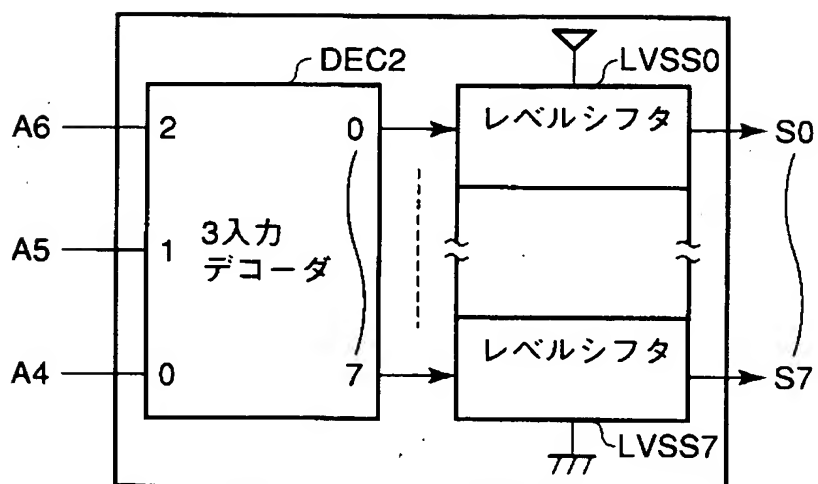 DEC2
LVSS0
A6
2
0
レベルシフタ
S0
A5
1
3入力
デコーダ
A4
0
7
レベルシフタ
S7
LVSS7